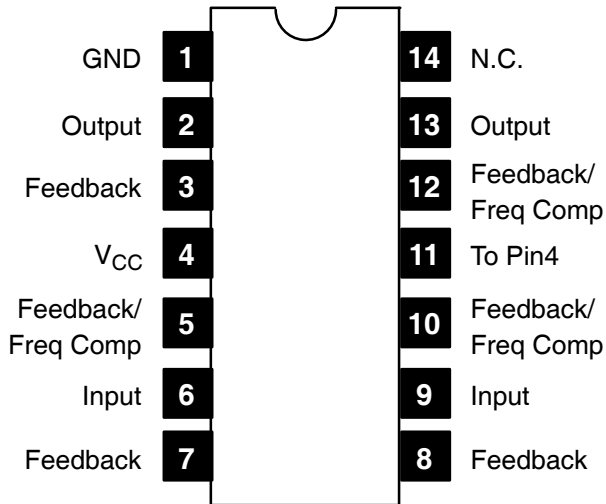 GND 1 14 N.C.
Output 2 13 Output
Feedback 3 12 Feedback/
Freq Comp
VCC 4 11 To Pin4
Feedback/
Freq Comp 5 10 Feedback/
Freq Comp
Input 6 9 Input
Feedback 7 8 Feedback